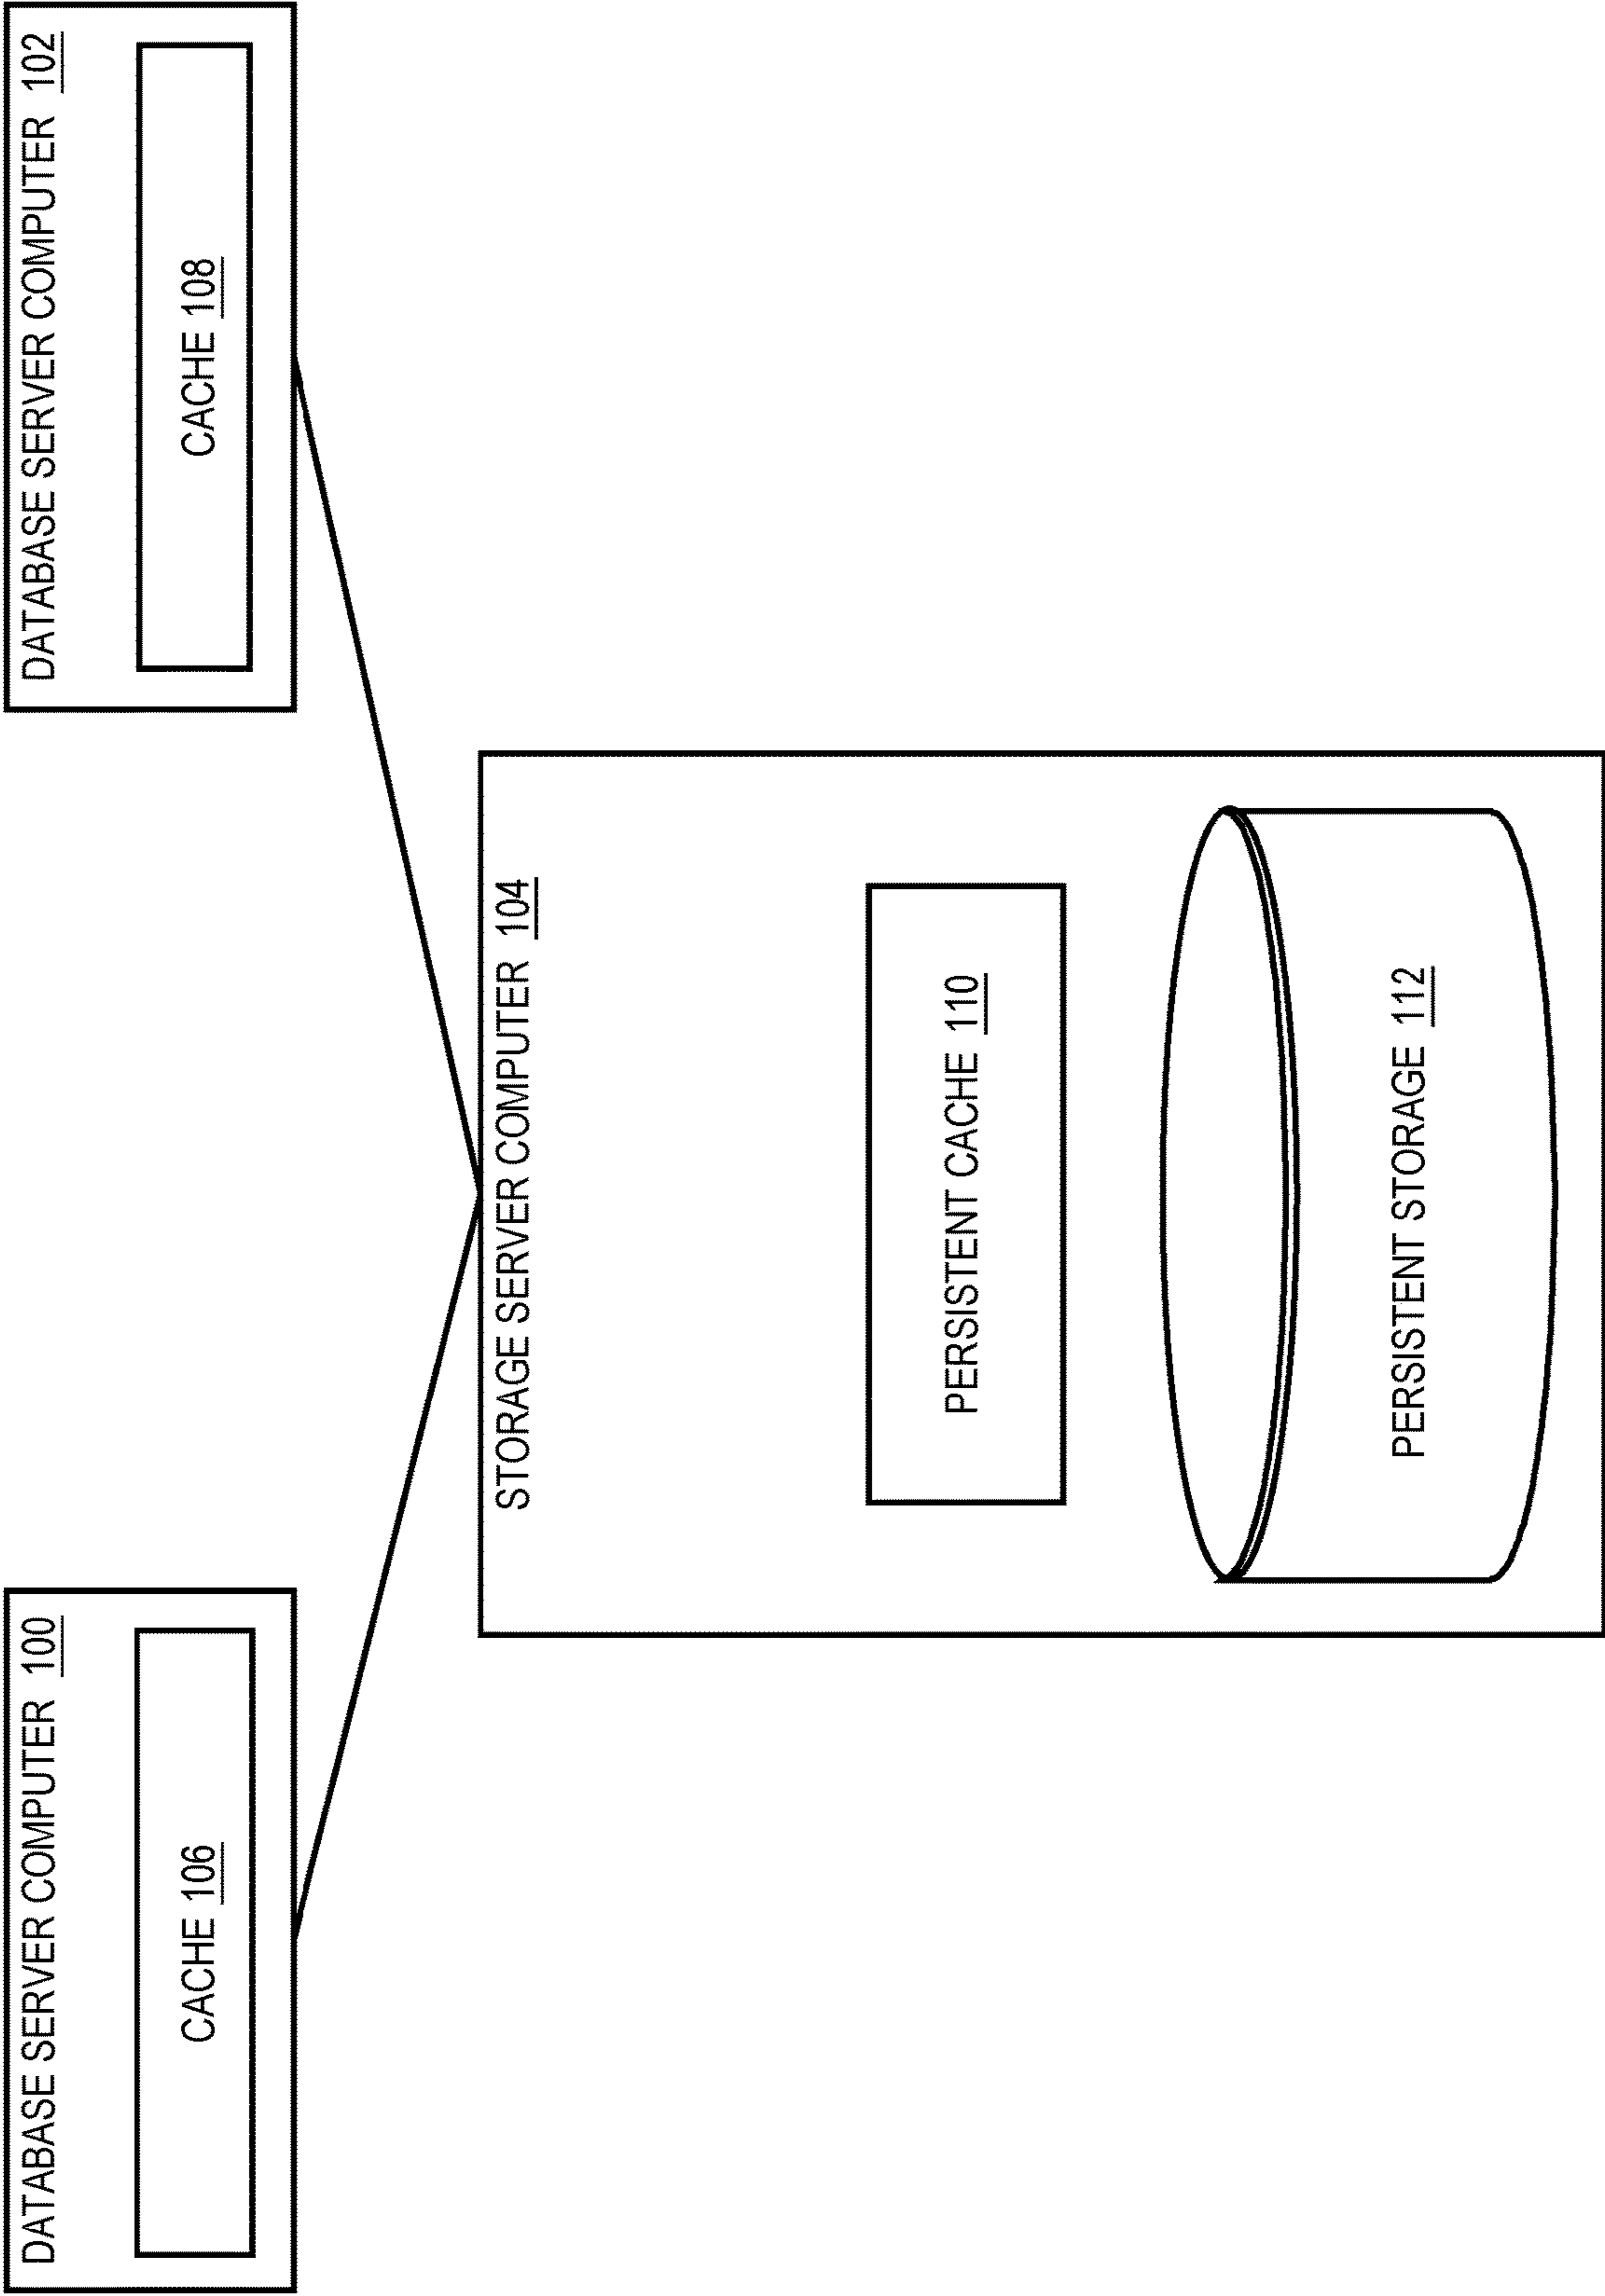 DATABASE SERVER COMPUTER 100
CACHE 106
DATABASE SERVER COMPUTER 102
CACHE 108
STORAGE SERVER COMPUTER 104
PERSISTENT CACHE 110
PERSISTENT STORAGE 112